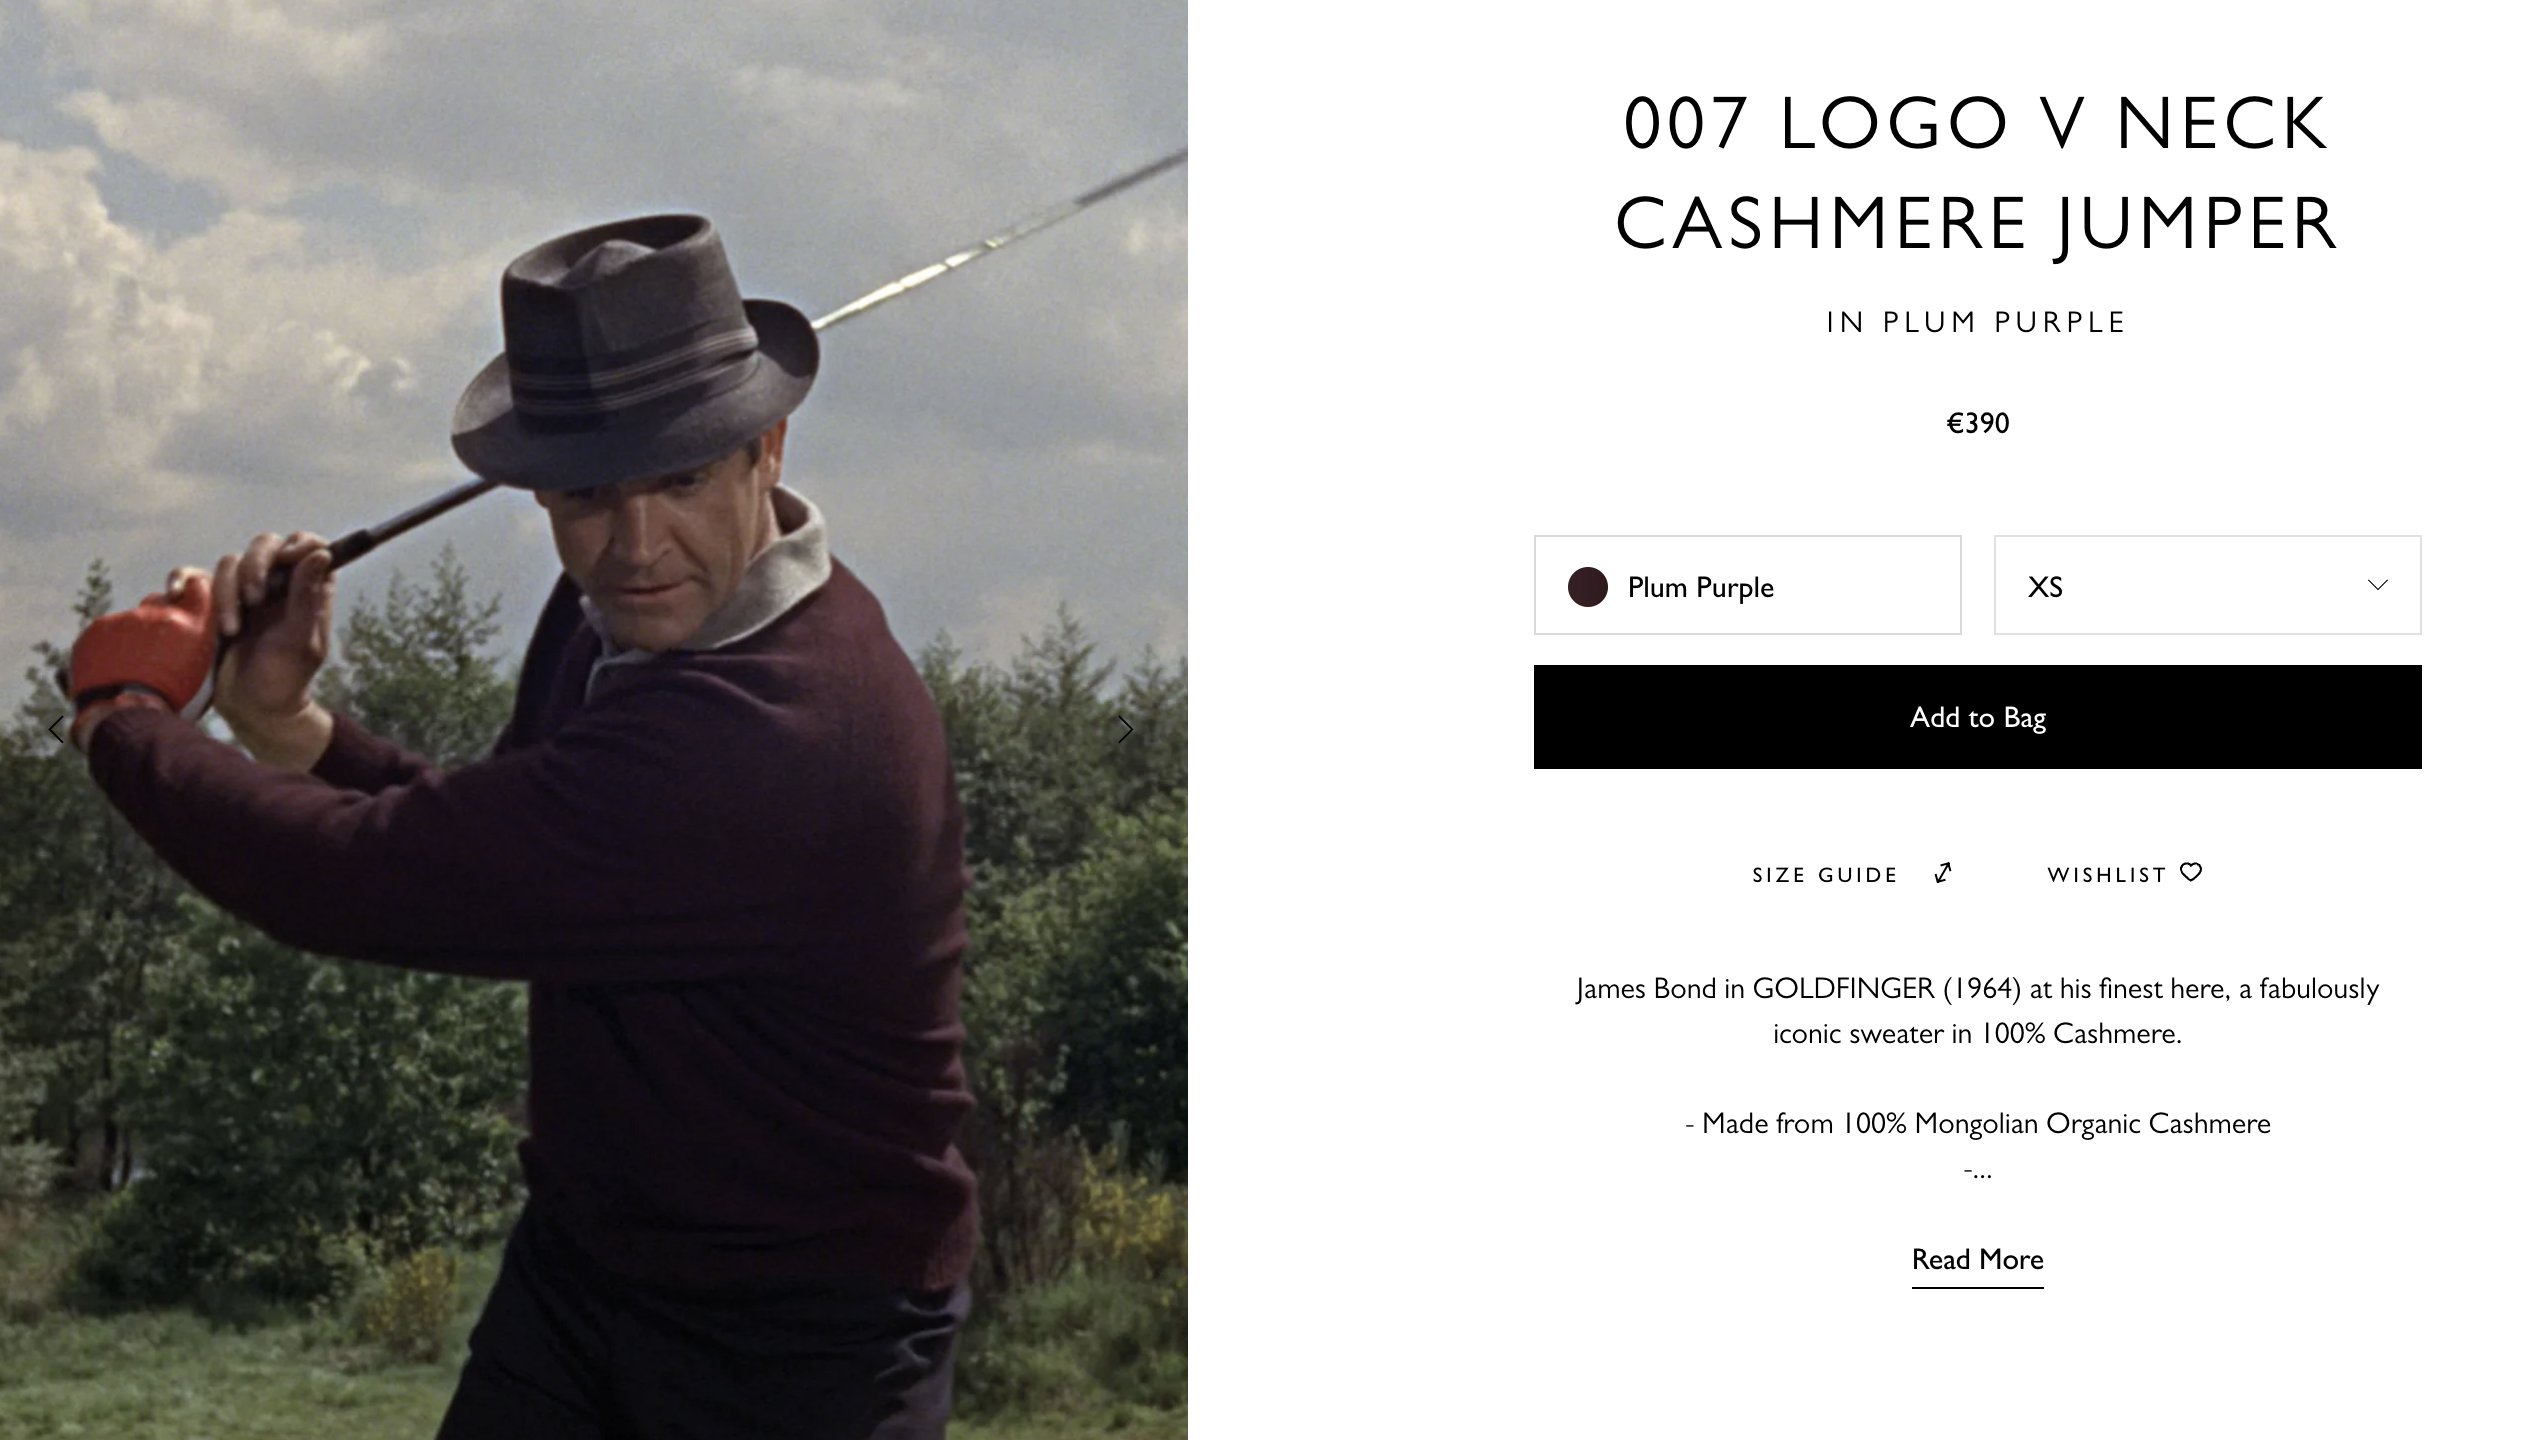 007 LOGO V NECK
CASHMERE JUMPER
IN PLUM PURPLE
€390
Plum Purple
XS
Add to Bag
SIZE GUIDE
WISHLIST
James Bond in GOLDFINGER (1964) at his finest here, a fabulously
iconic sweater in 100% Cashmere.
- Made from 100% Mongolian Organic Cashmere
-...
Read More